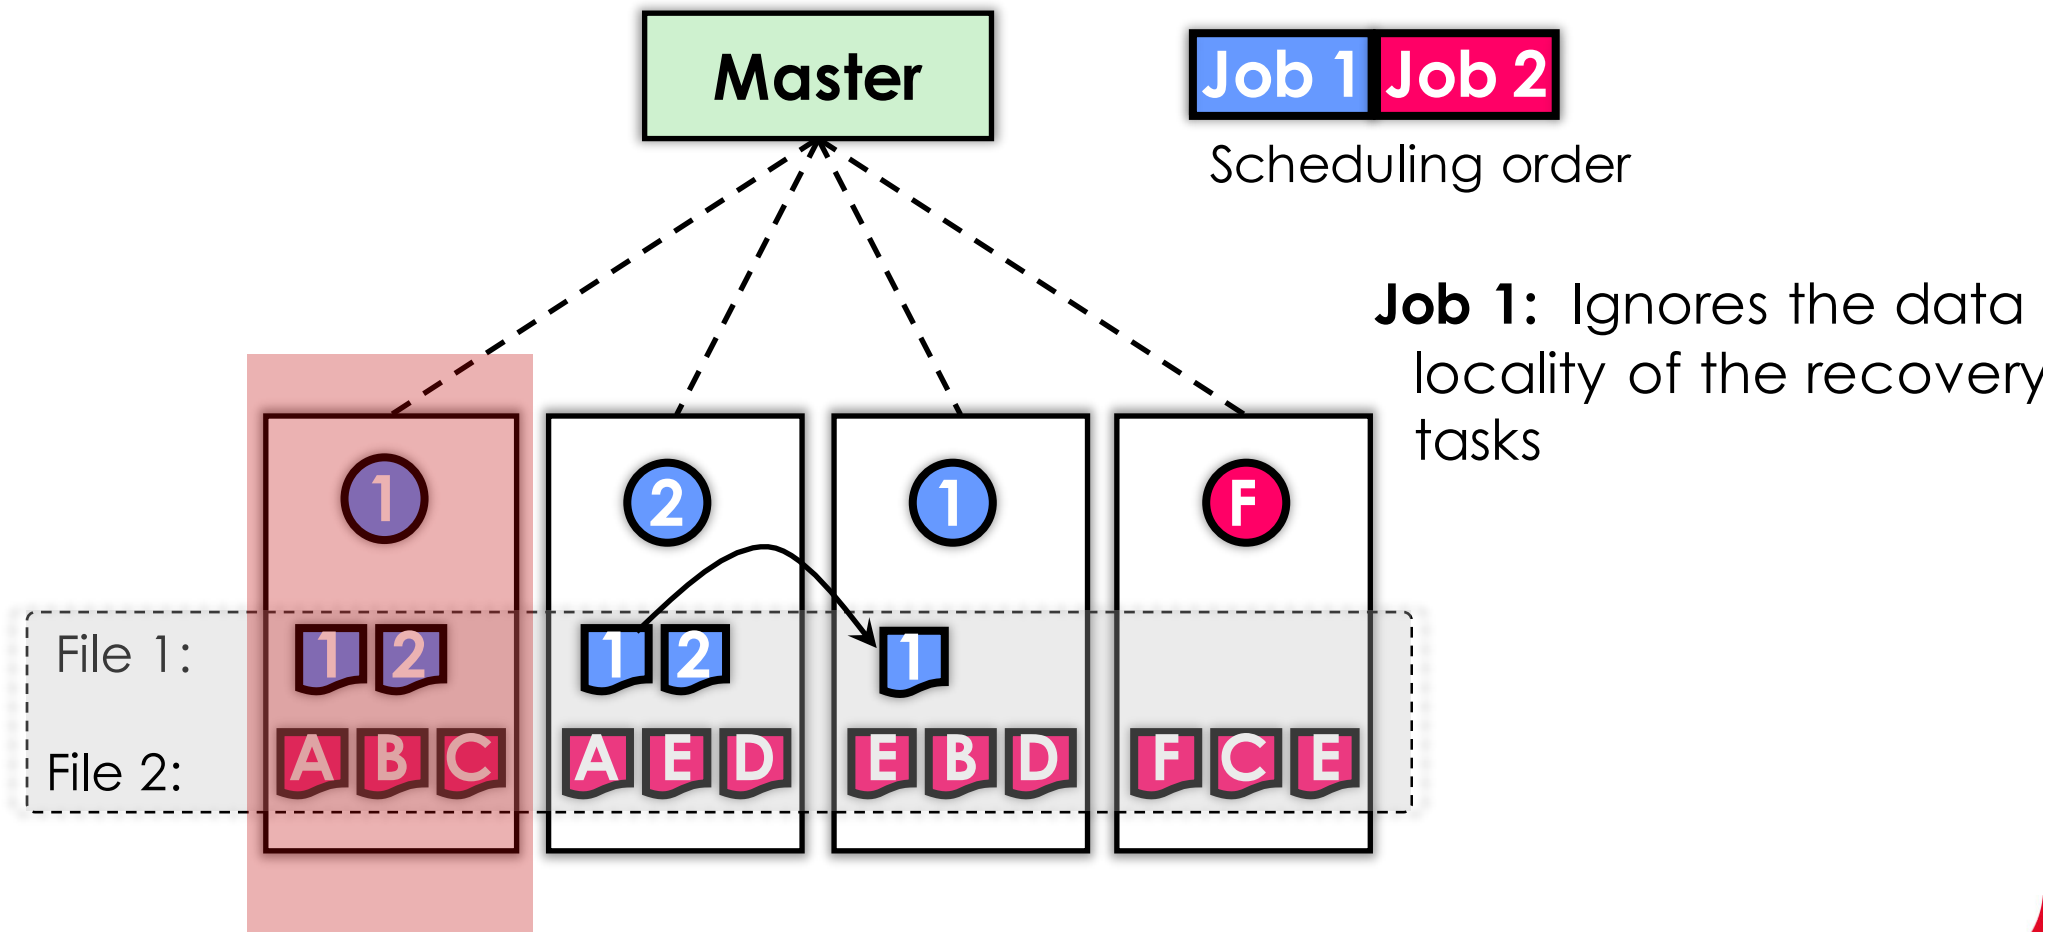 Master
Job 1 Job 2
Scheduling order
Job 1: Ignores the data
locality of the recovery
tasks
1 2 1 F
File 1: 1 2 1 2 1
File 2: A B C A E D E B D F C E